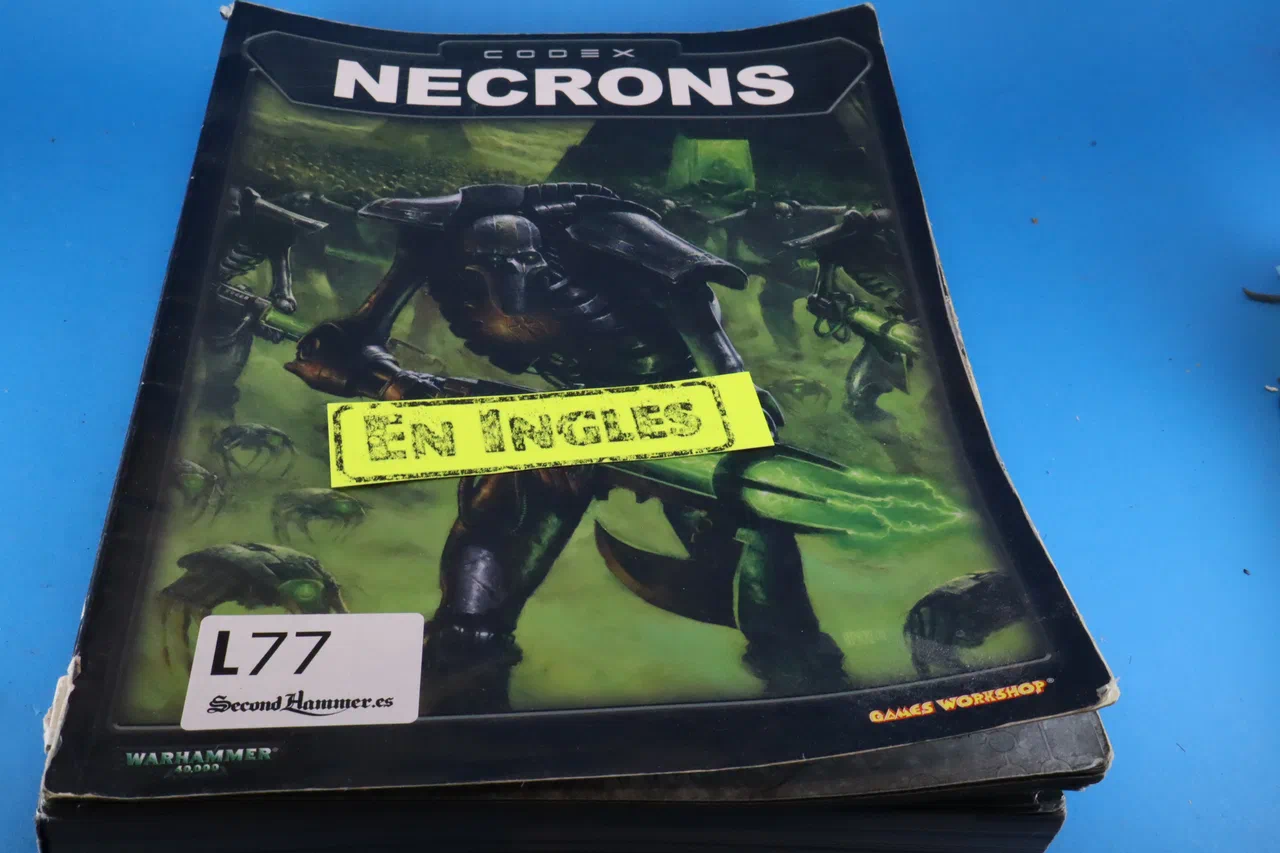 CODEX
NECRONS
EN INGLES
L77
SecondHammer.es
GAMES WORKSHOP®
WARHAMMER®
40,000